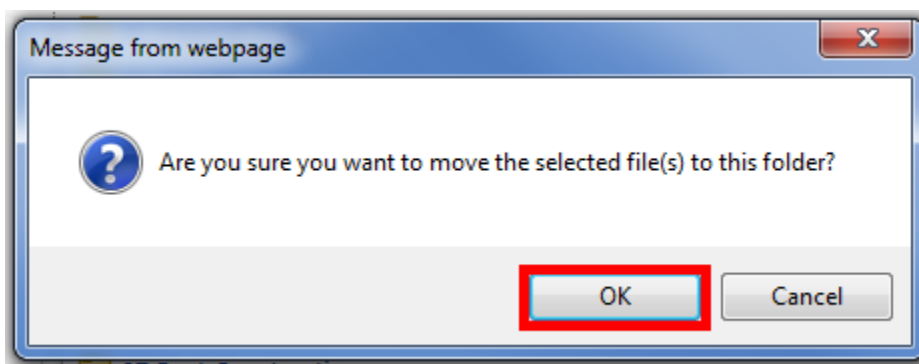 Message from webpage
Are you sure you want to move the selected file(s) to this folder?
OK
Cancel